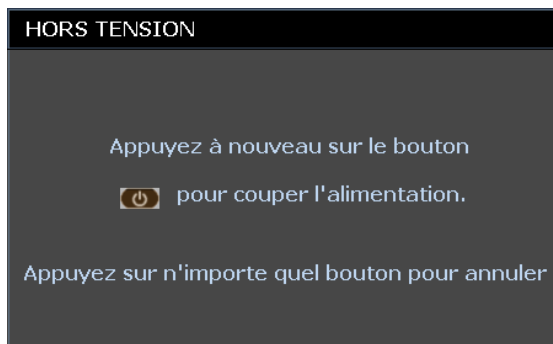 HORS TENSION
Appuyez à nouveau sur le bouton
pour couper l'alimentation.
Appuyez sur n'importe quel bouton pour annuler